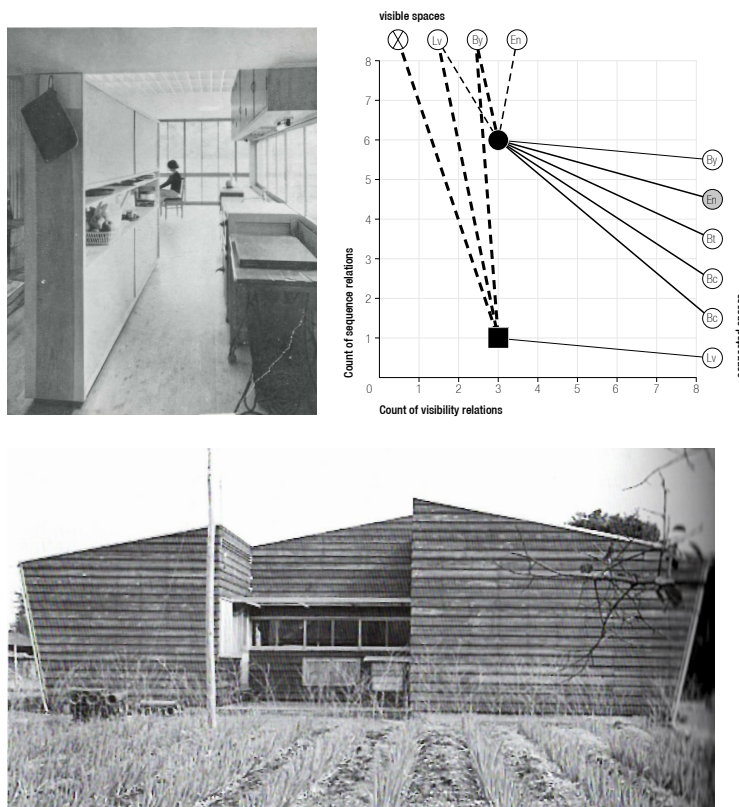 visible spaces
Lv By En
8
7
6
5
4
3
2
1
0
By
En
Bt
Bc
Bc
Lv
1 2 3 4 5 6 7 8
Count of sequence relations
Count of visibility relations